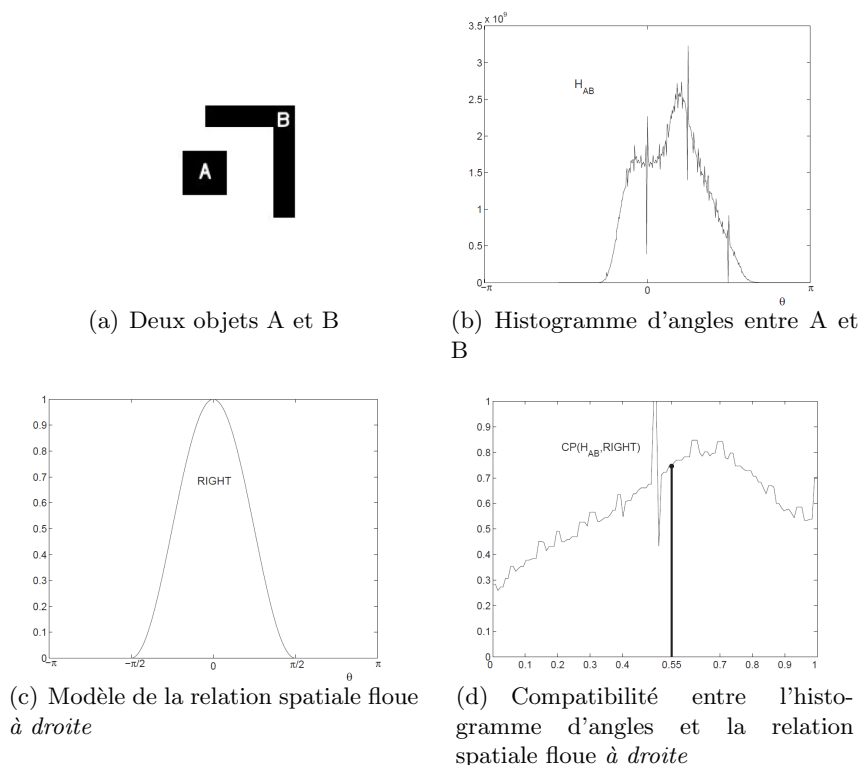 B
A
(a) Deux objets A et B
× 10⁹
3.5
3
2.5
2
1.5
1
0.5
0
H_AB
−π
0
π
θ
(b) Histogramme d'angles entre A et
B
1
0.9
0.8
0.7
0.6
0.5
0.4
0.3
0.2
0.1
0
RIGHT
−π
−π/2
0
π/2
π
θ
(c) Modèle de la relation spatiale floue
à droite
1
0.9
0.8
0.7
0.6
0.5
0.4
0.3
0.2
0.1
0
CP(H_AB,RIGHT)
0
0.1
0.2
0.3
0.4
0.55
0.7
0.8
0.9
1
(d) Compatibilité entre l'histo-
gramme d'angles et la relation
spatiale floue à droite